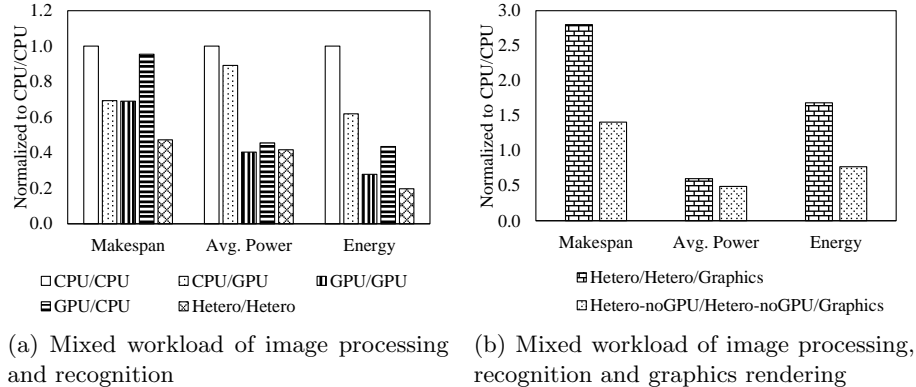 Normalized to CPU/CPU
1.2
1.0
0.8
0.6
0.4
0.2
0.0
Makespan Avg. Power Energy
CPU/CPU CPU/GPU GPU/GPU
GPU/CPU Hetero/Hetero
(a) Mixed workload of image processing
and recognition
Normalized to CPU/CPU
3.0
2.5
2.0
1.5
1.0
0.5
0.0
Makespan Avg. Power Energy
Hetero/Hetero/Graphics
Hetero-noGPU/Hetero-noGPU/Graphics
(b) Mixed workload of image processing,
recognition and graphics rendering